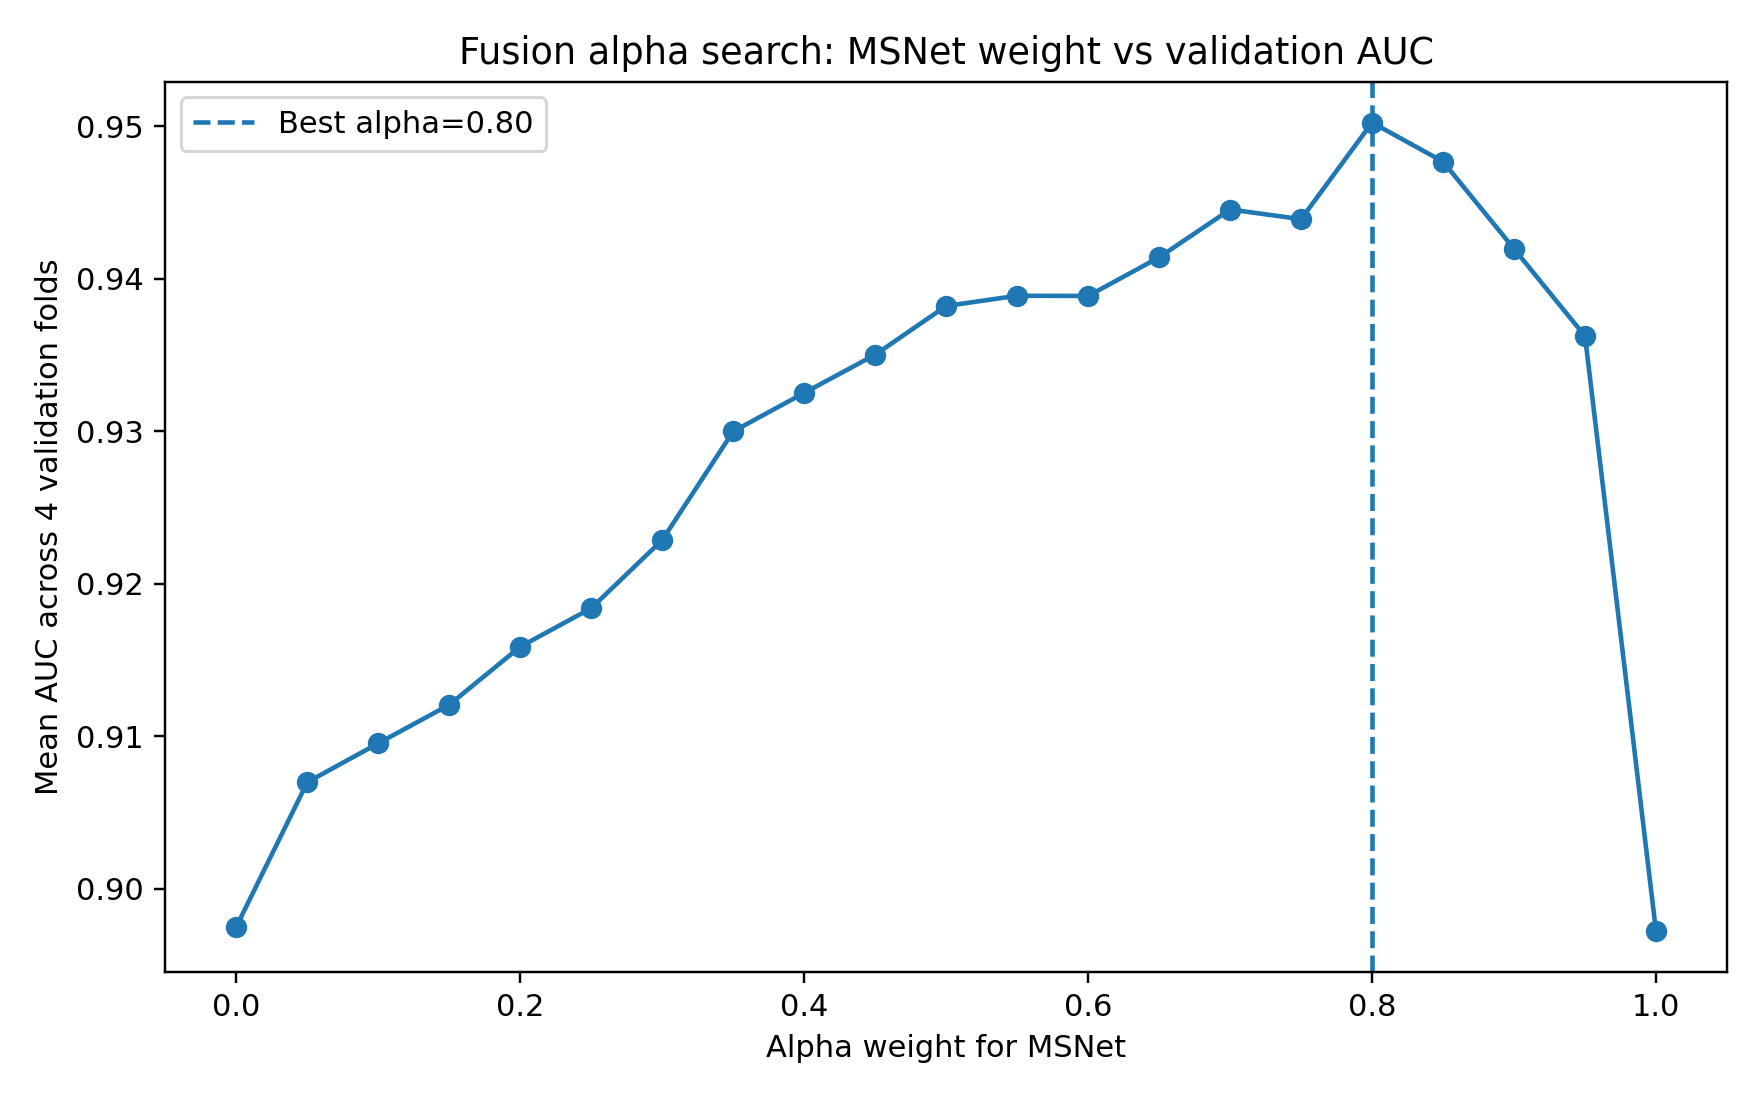 Fusion alpha search: MSNet weight vs validation AUC
Best alpha=0.80
Mean AUC across 4 validation folds
0.95
0.94
0.93
0.92
0.91
0.90
0.0 0.2 0.4 0.6 0.8 1.0
Alpha weight for MSNet